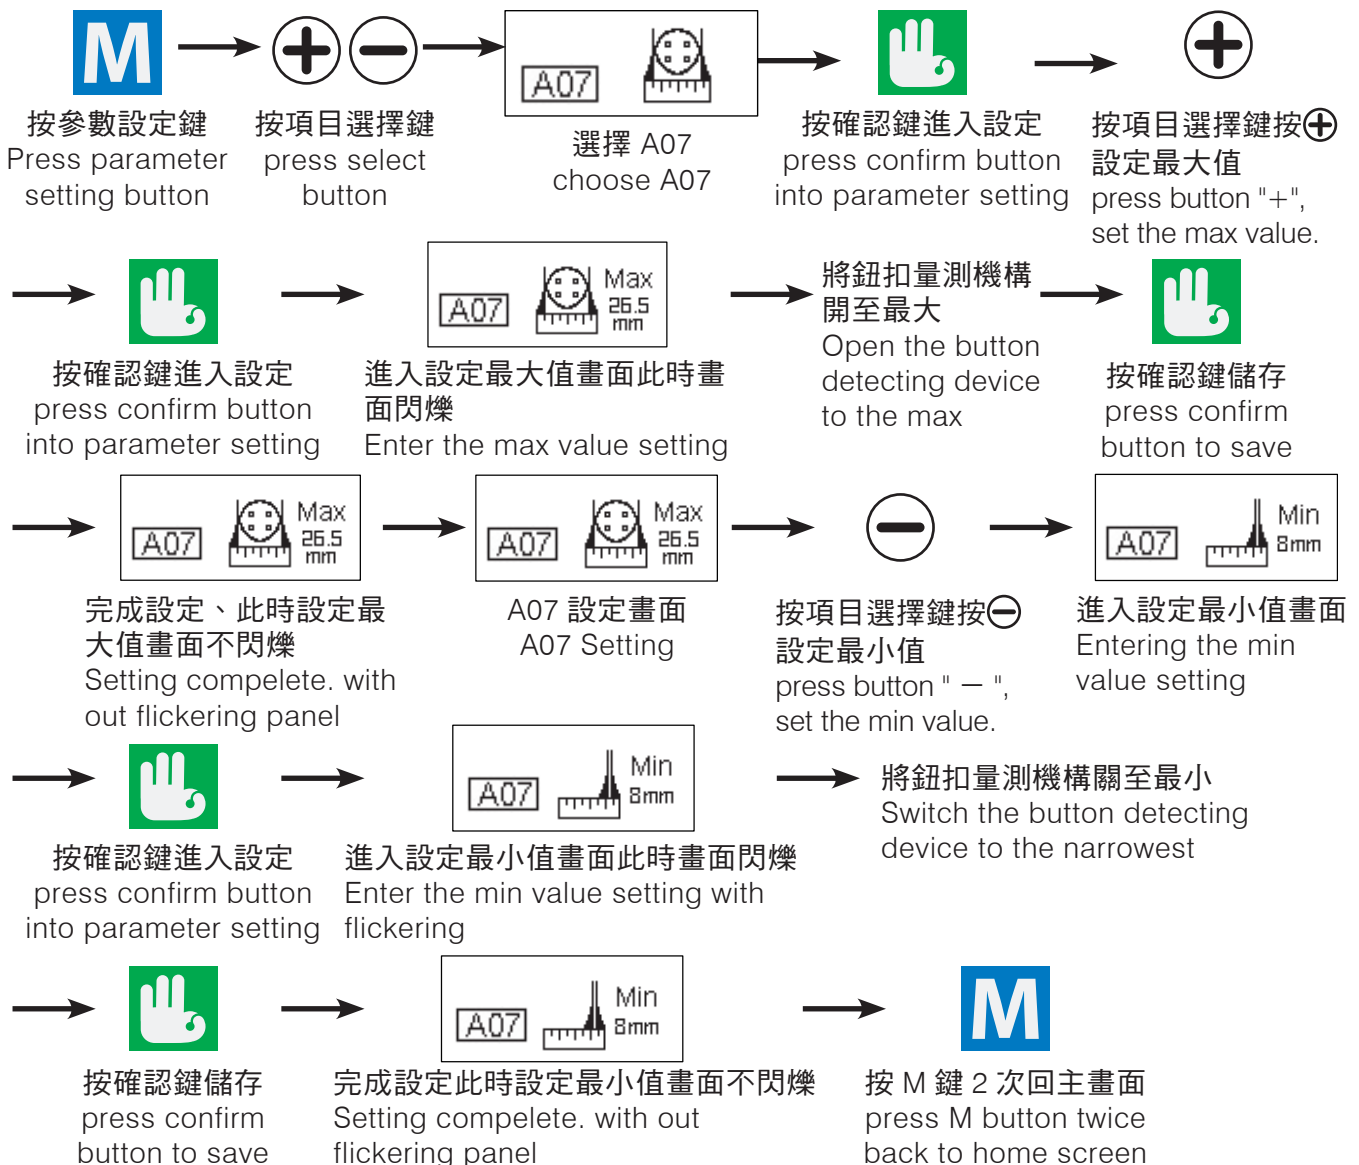 M
按參數設定鍵
Press parameter
setting button
按項目選擇鍵
press select
button
A07
選擇 A07
choose A07
按確認鍵進入設定
press confirm button
into parameter setting
按項目選擇鍵按⊕
設定最大值
press button "+",
set the max value.
按確認鍵進入設定
press confirm button
into parameter setting
A07
Max
26.5
mm
進入設定最大值畫面此時畫
面閃爍
Enter the max value setting
將鈕扣量測機構
開至最大
Open the button
detecting device
to the max
按確認鍵儲存
press confirm
button to save
A07
Max
26.5
mm
完成設定、此時設定最
大值畫面不閃爍
Setting compelete. with
out flickering panel
A07
Max
26.5
mm
A07 設定畫面
A07 Setting
按項目選擇鍵按⊖
設定最小值
press button " − ",
set the min value.
A07
Min
8mm
進入設定最小值畫面
Entering the min
value setting
按確認鍵進入設定
press confirm button
into parameter setting
A07
Min
8mm
進入設定最小值畫面此時畫面閃爍
Enter the min value setting with
flickering
將鈕扣量測機構關至最小
Switch the button detecting
device to the narrowest
按確認鍵儲存
press confirm
button to save
A07
Min
8mm
完成設定此時設定最小值畫面不閃爍
Setting compelete. with out
flickering panel
M
按 M 鍵 2 次回主畫面
press M button twice
back to home screen